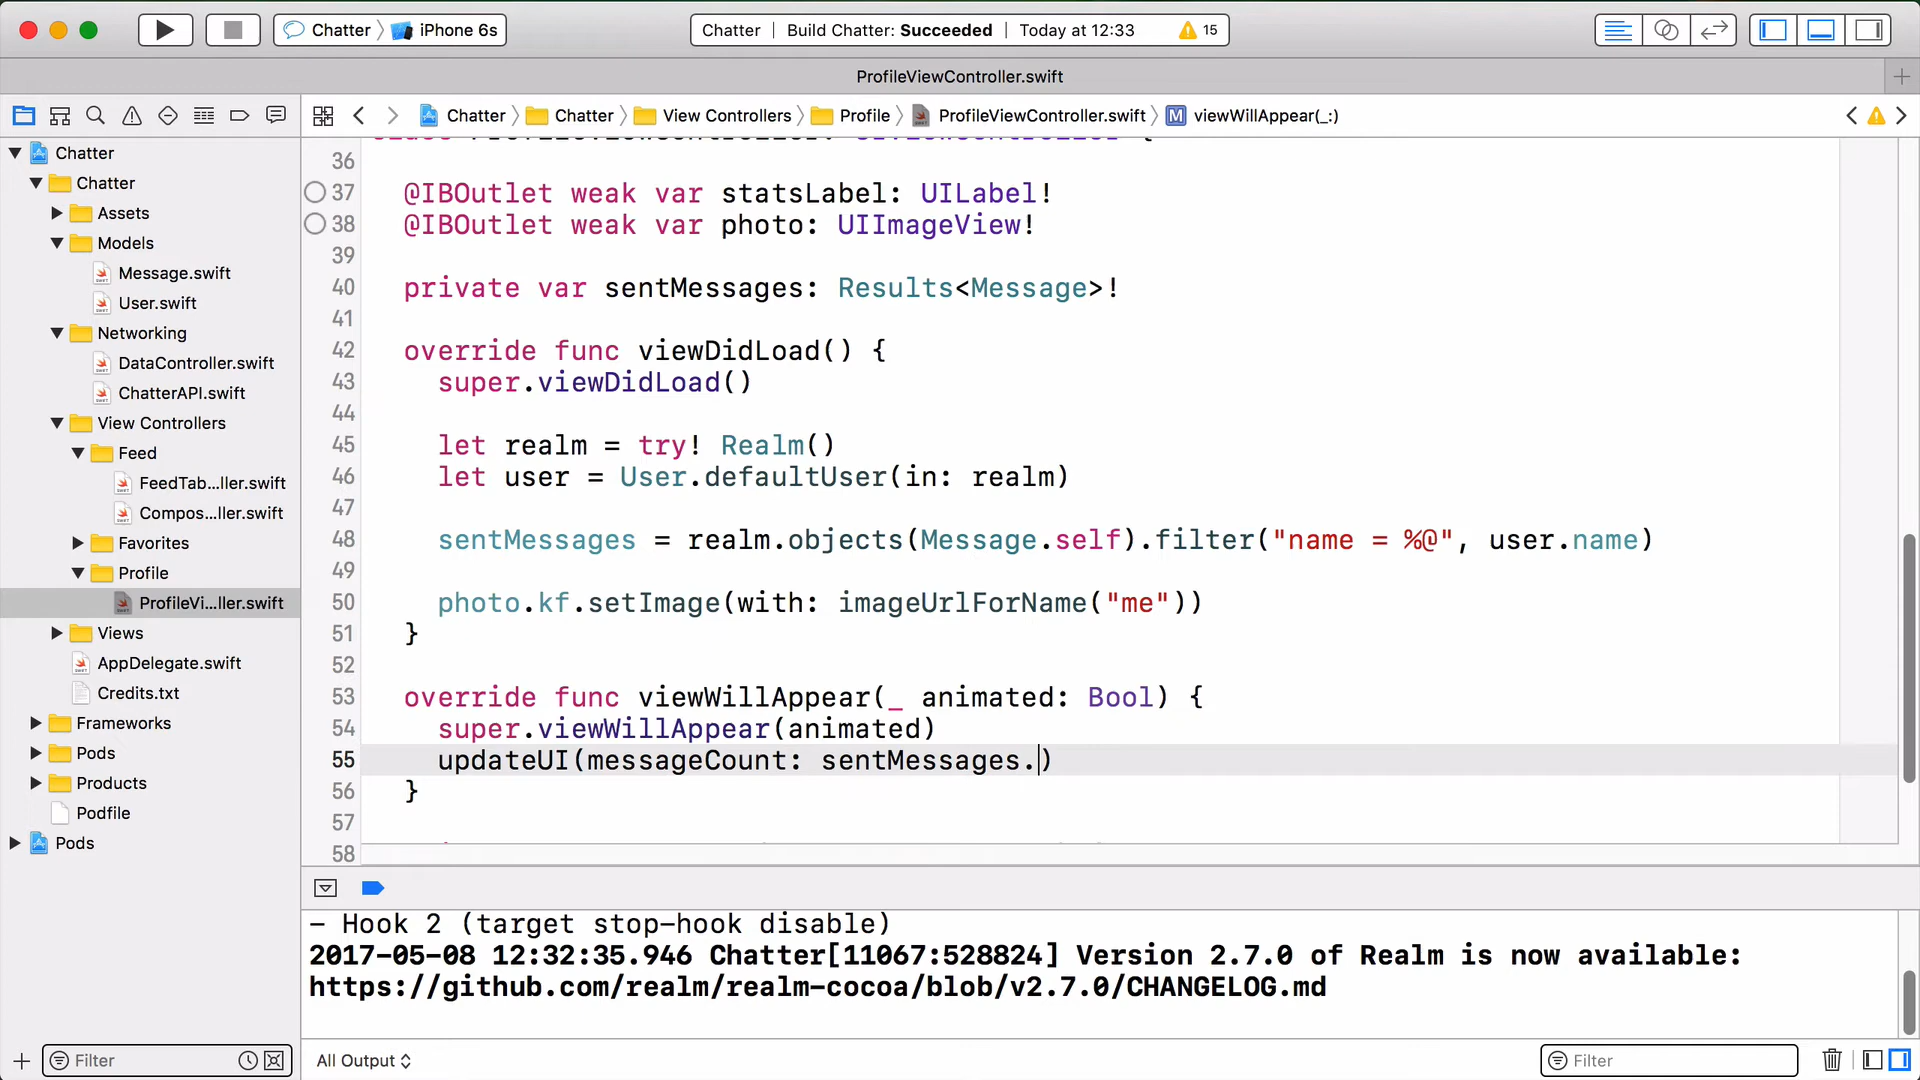 Chatter iPhone 6s
Chatter | Build Chatter: Succeeded | Today at 12:33 15
ProfileViewController.swift
Chatter Chatter View Controllers Profile ProfileViewController.swift M viewWillAppear(_:)
Chatter
Chatter
Assets
Models
Message.swift
User.swift
Networking
DataController.swift
ChatterAPI.swift
View Controllers
Feed
FeedTab...ller.swift
Compos...ller.swift
Favorites
Profile
ProfileVi...ller.swift
Views
AppDelegate.swift
Credits.txt
Frameworks
Pods
Products
Podfile
Pods
Filter
36
37 @IBOutlet weak var statsLabel: UILabel!
38 @IBOutlet weak var photo: UIImageView!
39
40 private var sentMessages: Results<Message>!
41
42 override func viewDidLoad() {
43 super.viewDidLoad()
44
45 let realm = try! Realm()
46 let user = User.defaultUser(in: realm)
47
48 sentMessages = realm.objects(Message.self).filter("name = %@", user.name)
49
50 photo.kf.setImage(with: imageUrlForName("me"))
51 }
52
53 override func viewWillAppear(_ animated: Bool) {
54 super.viewWillAppear(animated)
55 updateUI(messageCount: sentMessages.)
56 }
57
58
- Hook 2 (target stop-hook disable)
2017-05-08 12:32:35.946 Chatter[11067:528824] Version 2.7.0 of Realm is now available:
https://github.com/realm/realm-cocoa/blob/v2.7.0/CHANGELOG.md
All Output
Filter